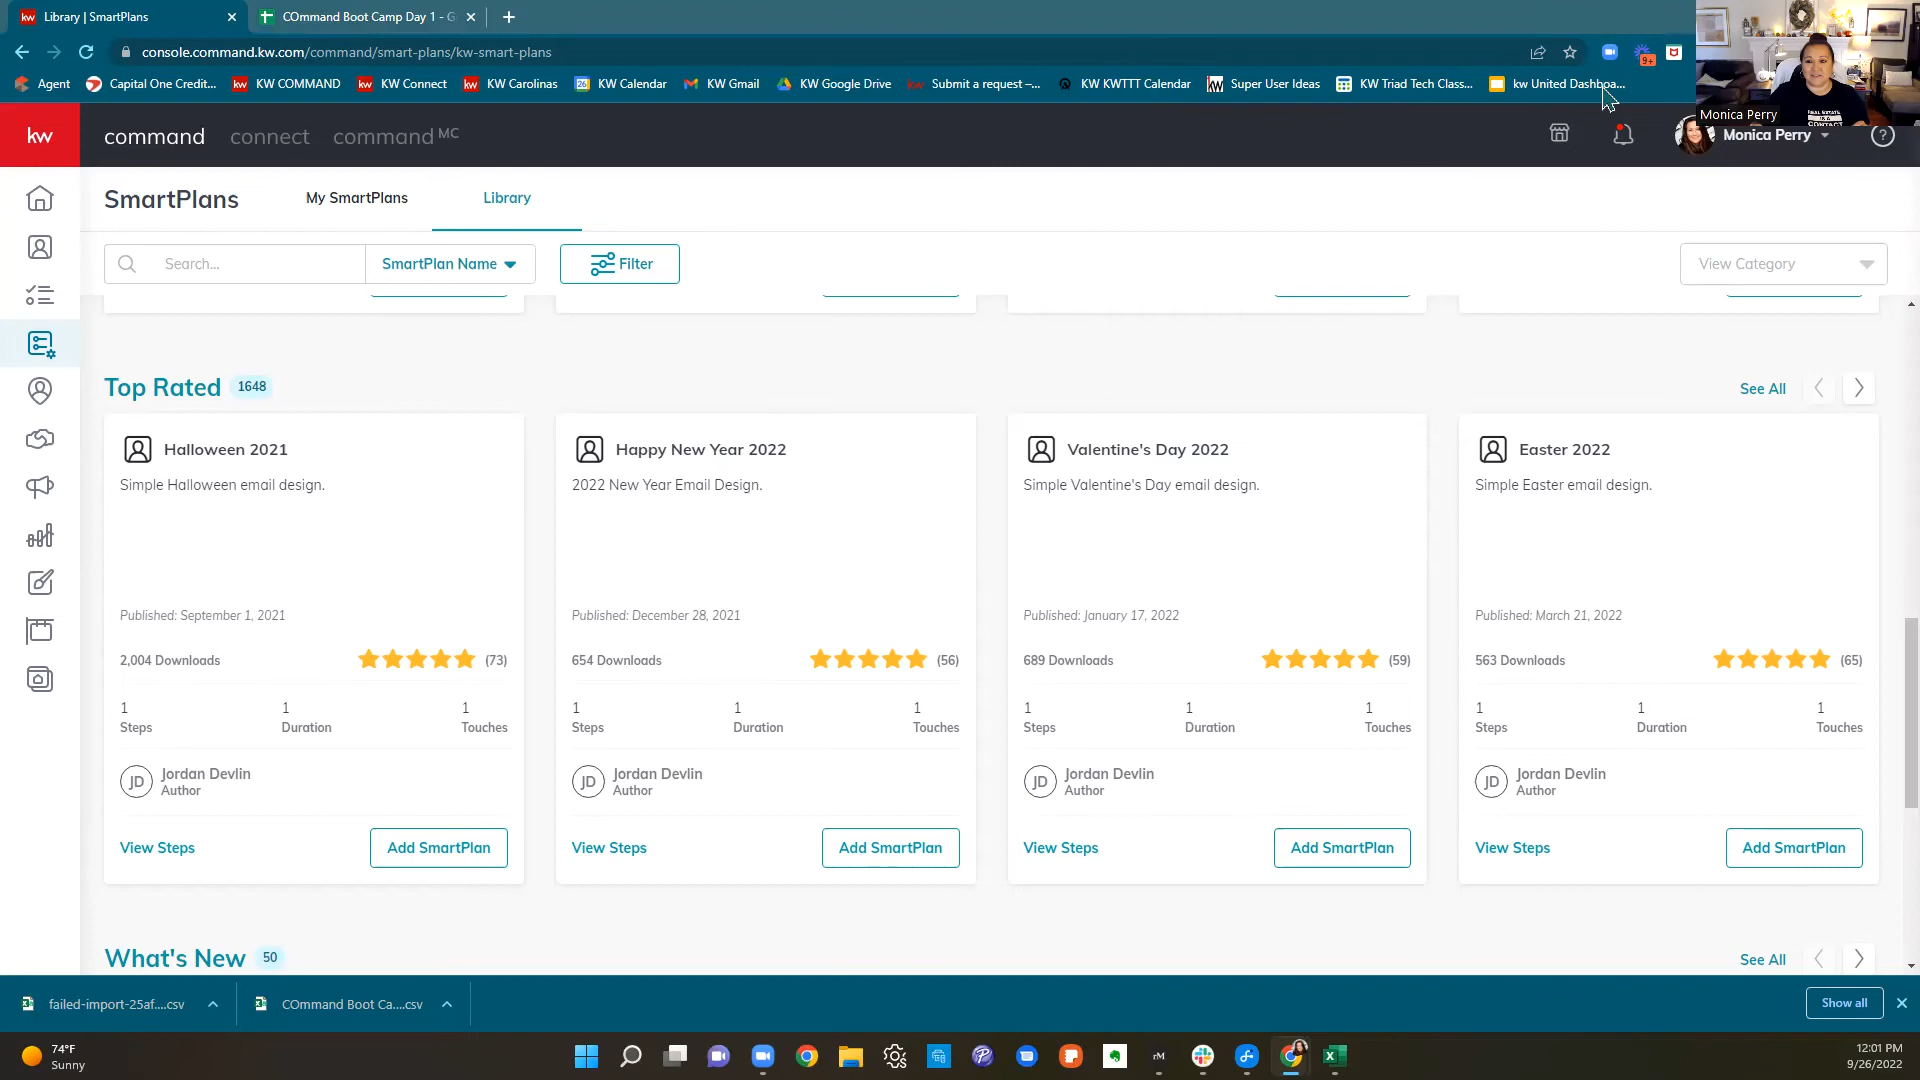 Library | SmartPlans
COmmand Boot Camp Day 1 - G
console.command.kw.com/command/smart-plans/kw-smart-plans
9+
Agent
Capital One Credit...
KW COMMAND
KW Connect
KW Carolinas
KW Calendar
KW Gmail
KW Google Drive
Submit a request –...
KW KWTTT Calendar
Super User Ideas
KW Triad Tech Class...
kw United Dashboa...
Monica Perry
kw
command
connect
command MC
Monica Perry
SmartPlans
My SmartPlans
Library
Search...
SmartPlan Name
Filter
View Category
Top Rated 1648
See All
Halloween 2021
Happy New Year 2022
Valentine's Day 2022
Easter 2022
Simple Halloween email design.
2022 New Year Email Design.
Simple Valentine's Day email design.
Simple Easter email design.
Published: September 1, 2021
Published: December 28, 2021
Published: January 17, 2022
Published: March 21, 2022
2,004 Downloads (73)
654 Downloads (56)
689 Downloads (59)
563 Downloads (65)
1 1 1
Steps Duration Touches
1 1 1
Steps Duration Touches
1 1 1
Steps Duration Touches
1 1 1
Steps Duration Touches
JD Jordan Devlin
Author
JD Jordan Devlin
Author
JD Jordan Devlin
Author
JD Jordan Devlin
Author
View Steps Add SmartPlan
View Steps Add SmartPlan
View Steps Add SmartPlan
View Steps Add SmartPlan
What's New 50
See All
failed-import-25af....csv
COmmand Boot Ca....csv
Show all
74°F
Sunny
rM
12:01 PM
9/26/2022